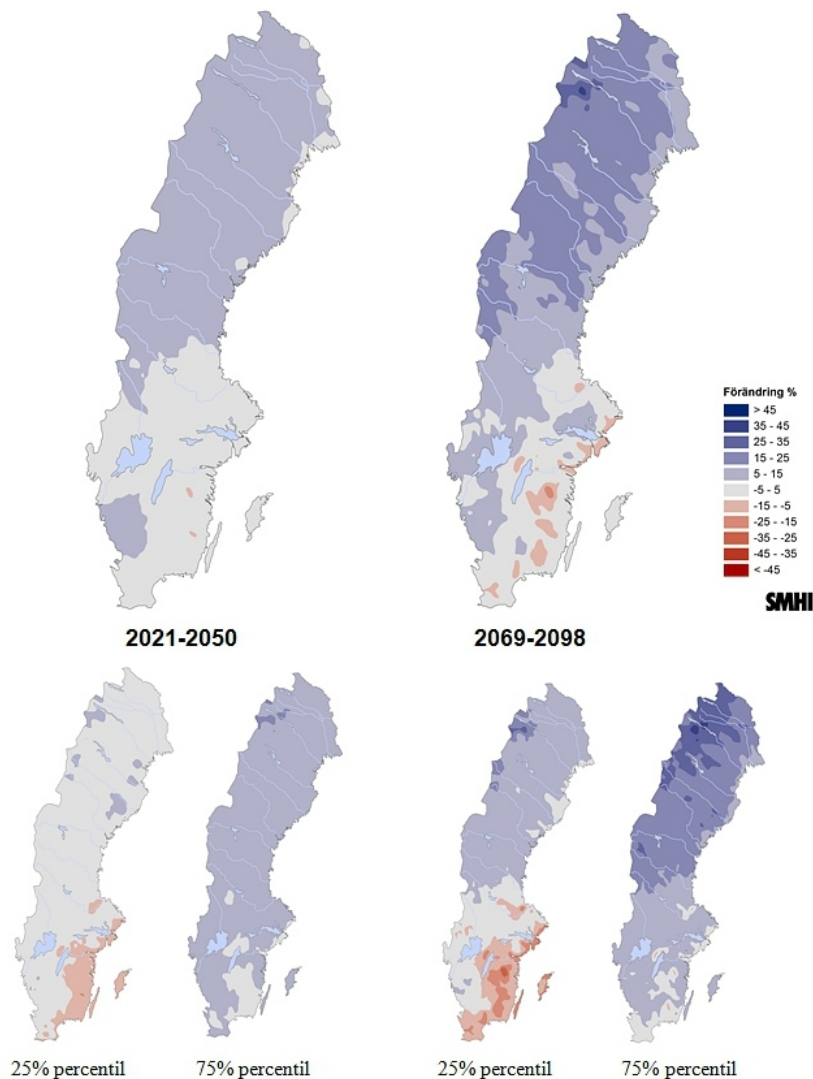 Förändring %
> 45
35 - 45
25 - 35
15 - 25
5 - 15
-5 - 5
-15 - -5
-25 - -15
-35 - -25
-45 - -35
< -45
SMHI
2021-2050
2069-2098
25% percentil
75% percentil
25% percentil
75% percentil